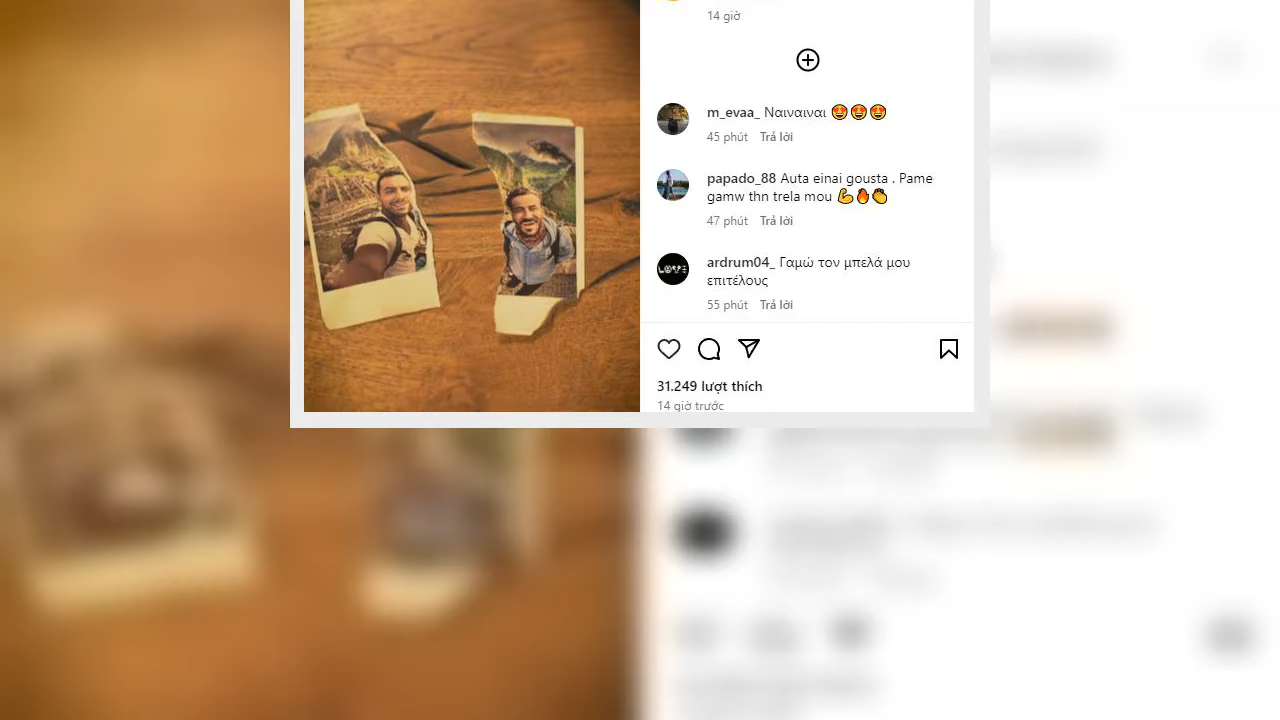 14 giờ
m_evaa_ Ναιναιναι 🤩🤩🤩
45 phút Trả lời
papado_88 Auta einai gousta . Pame
gamw thn trela mou 💪🔥👏
47 phút Trả lời
ardrum04_ Γαμώ τον μπελά μου
επιτέλους
55 phút Trả lời
LOVE
31.249 lượt thích
14 giờ trước